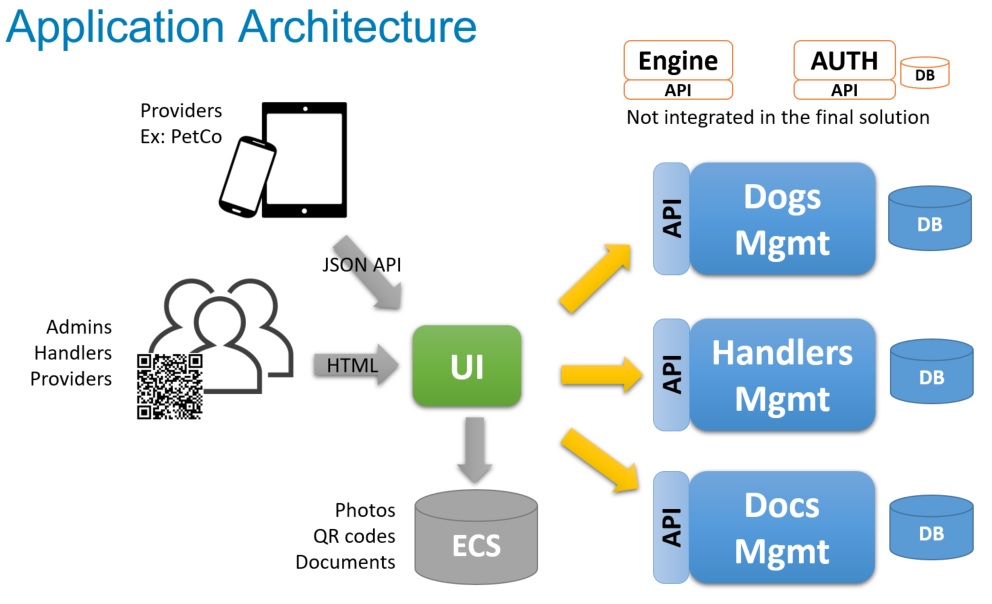 Application Architecture
Engine
API
AUTH
API
DB
Not integrated in the final solution
Providers
Ex: PetCo
JSON API
Admins
Handlers
Providers
HTML
UI
Photos
QR codes
Documents
ECS
API
Dogs
Mgmt
DB
API
Handlers
Mgmt
DB
API
Docs
Mgmt
DB